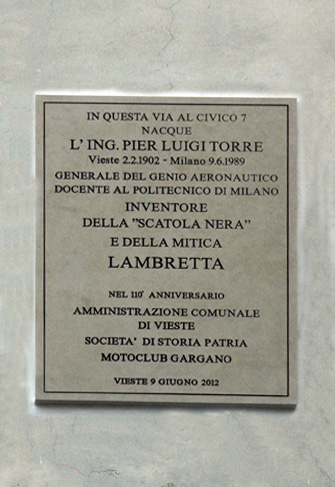 IN QUESTA VIA AL CIVICO 7
NACQUE
L'ING. PIER LUIGI TORRE
Vieste 2.2.1902 - Milano 9.6.1989
GENERALE DEL GENIO AERONAUTICO
DOCENTE AL POLITECNICO DI MILANO
INVENTORE
DELLA "SCATOLA NERA"
E DELLA MITICA
LAMBRETTA
NEL 110° ANNIVERSARIO
AMMINISTRAZIONE COMUNALE
DI VIESTE
SOCIETA' DI STORIA PATRIA
MOTOCLUB GARGANO
VIESTE 9 GIUGNO 2012